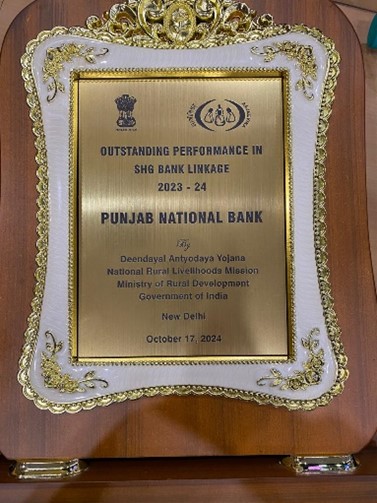 OUTSTANDING PERFORMANCE IN
SHG BANK LINKAGE
2023 - 24
PUNJAB NATIONAL BANK
By
Deendayal Antyodaya Yojana
National Rural Livelihoods Mission
Ministry of Rural Development
Government of India
New Delhi
October 17, 2024